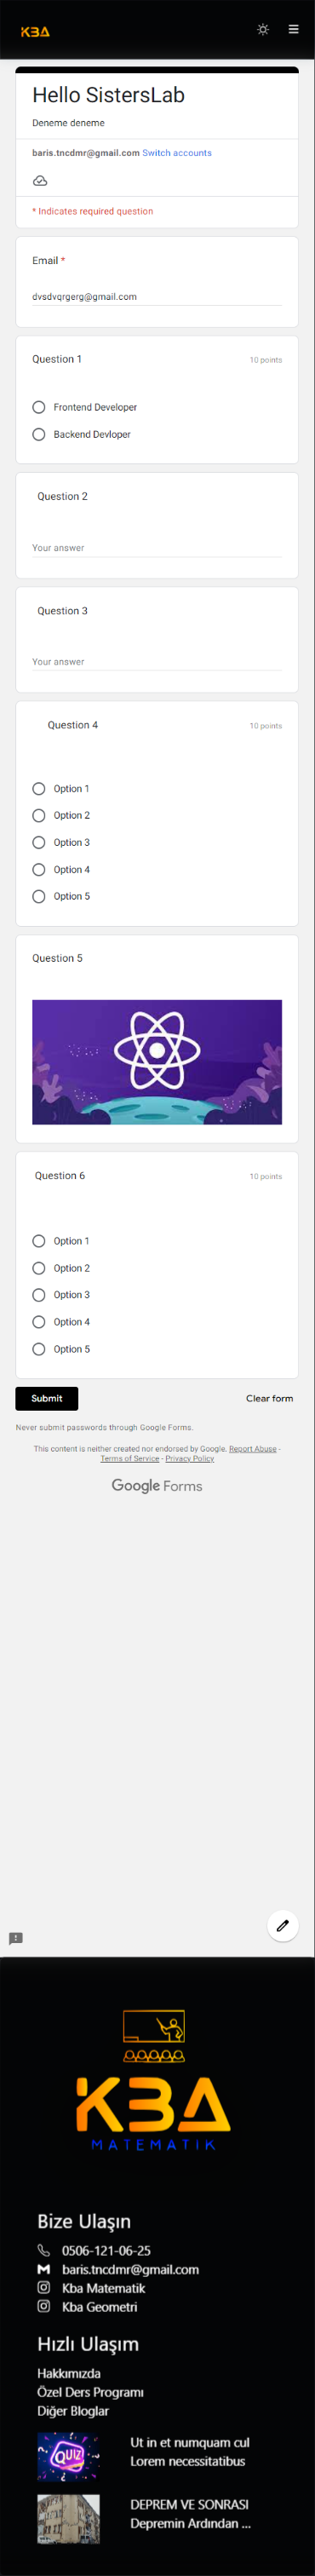 KBA
Hello SistersLab
Deneme deneme
baris.tncdmr@gmail.com Switch accounts
* Indicates required question
Email *
dvsdvqrgerg@gmail.com
Question 1 10 points
Frontend Developer
Backend Devloper
Question 2
Your answer
Question 3
Your answer
Question 4 10 points
Option 1
Option 2
Option 3
Option 4
Option 5
Question 5
Question 6 10 points
Option 1
Option 2
Option 3
Option 4
Option 5
Submit Clear form
Never submit passwords through Google Forms.
This content is neither created nor endorsed by Google. Report Abuse -
Terms of Service - Privacy Policy
Google Forms
KBA
MATEMATİK
Bize Ulaşın
0506-121-06-25
baris.tncdmr@gmail.com
Kba Matematik
Kba Geometri
Hızlı Ulaşım
Hakkımızda
Özel Ders Programı
Diğer Bloglar
QUIZ
Ut in et numquam cul
Lorem necessitatibus
DEPREM VE SONRASI
Depremin Ardından ...